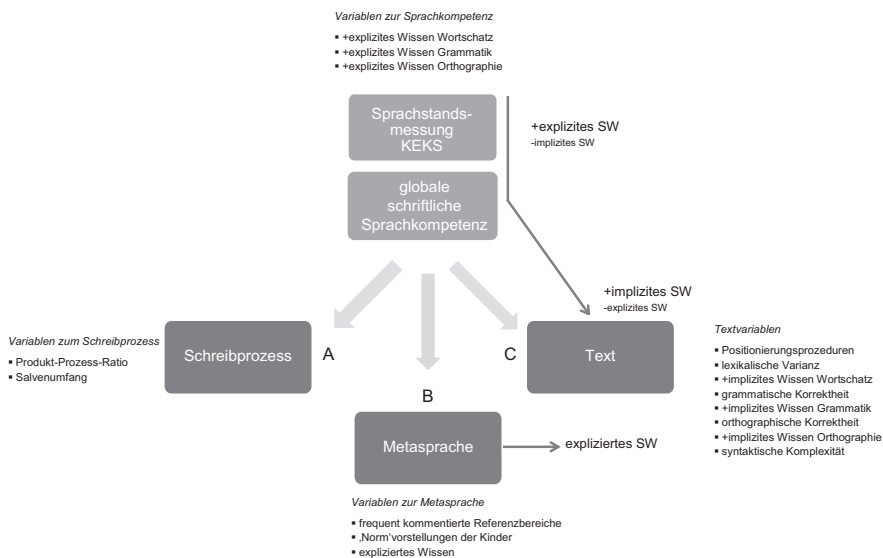 Variablen zur Sprachkompetenz
▪ +explizites Wissen Wortschatz
▪ +explizites Wissen Grammatik
▪ +explizites Wissen Orthographie
Sprachstands-
messung
KEKS
+explizites SW
-implizites SW
globale
schriftliche
Sprachkompetenz
+implizites SW
-explizites SW
Variablen zum Schreibprozess
▪ Produkt-Prozess-Ratio
▪ Salvenumfang
Schreibprozess
A
C
Text
Textvariablen
▪ Positionierungsprozeduren
▪ lexikalische Varianz
▪ +implizites Wissen Wortschatz
▪ grammatische Korrektheit
▪ +implizites Wissen Grammatik
▪ orthographische Korrektheit
▪ +implizites Wissen Orthographie
▪ syntaktische Komplexität
B
Metasprache
expliziertes SW
Variablen zur Metasprache
▪ frequent kommentierte Referenzbereiche
▪ ‚Norm‘vorstellungen der Kinder
▪ expliziertes Wissen